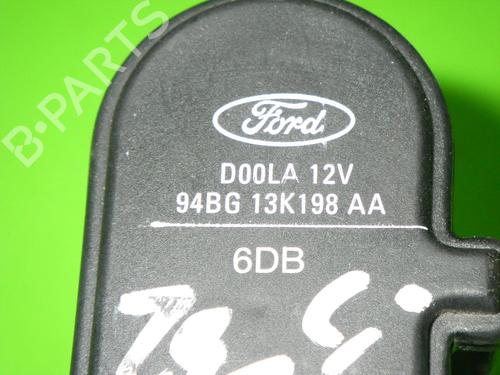 B-PARTS
Ford
D00LA 12V
94BG 13K198 AA
6DB